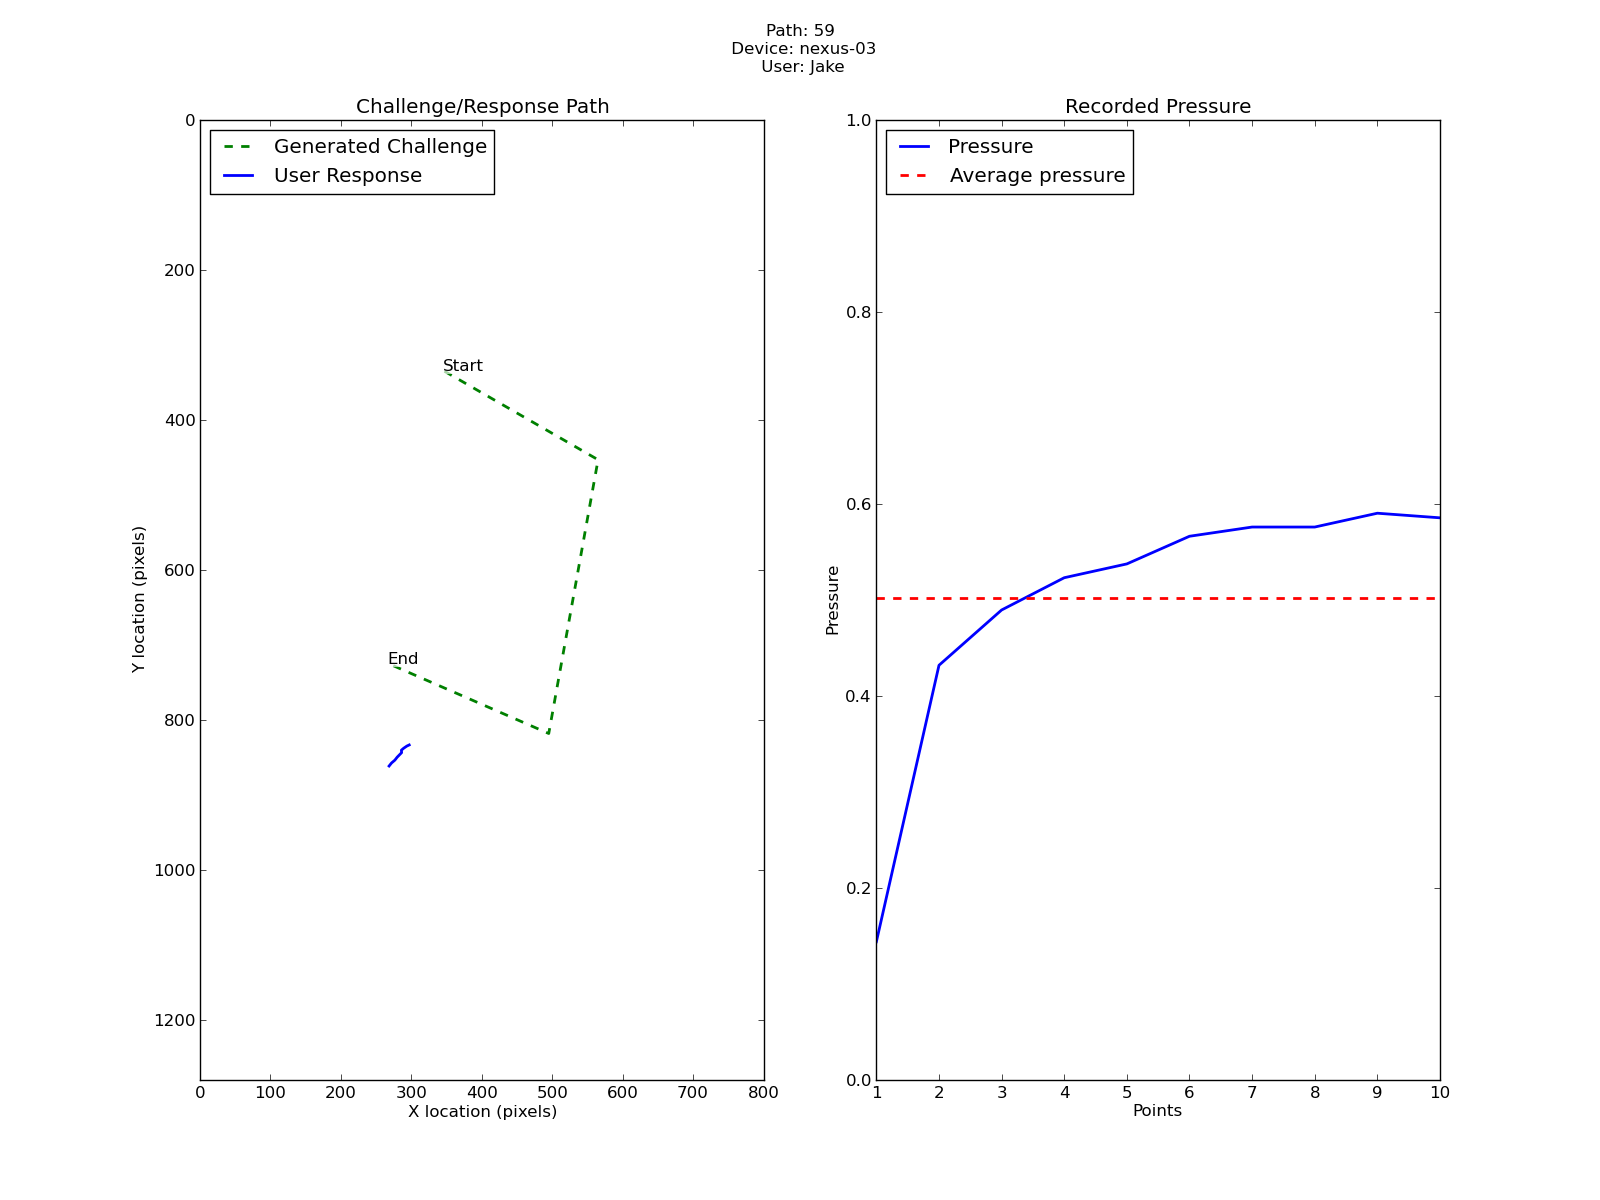 Path: 59
Device: nexus-03
User: Jake
Challenge/Response Path
Generated Challenge
User Response
0
200
400
600
800
1000
1200
Y location (pixels)
Start
End
0 100 200 300 400 500 600 700 800
X location (pixels)
Recorded Pressure
Pressure
Average pressure
1.0
0.8
0.6
0.4
0.2
0.0
Pressure
1 2 3 4 5 6 7 8 9 10
Points